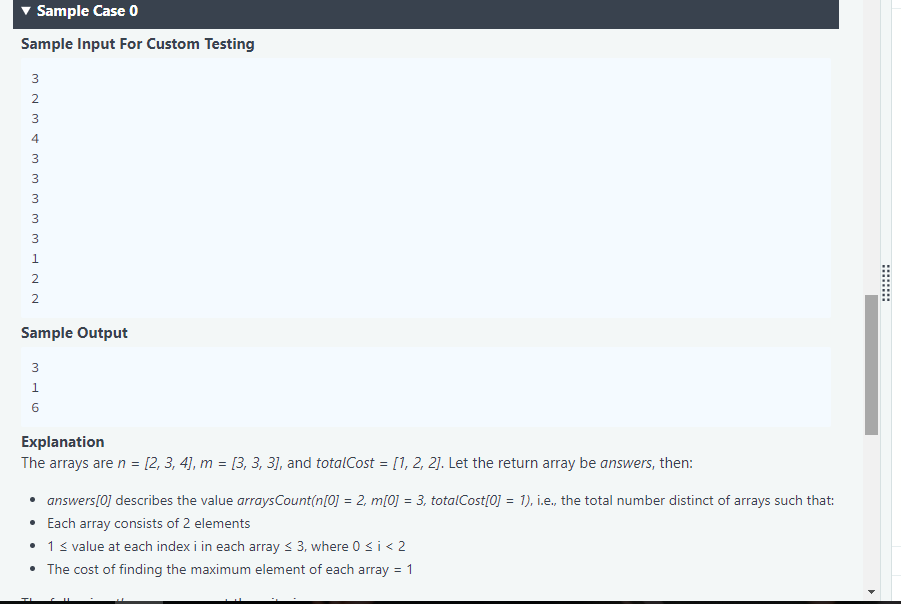 ▼ Sample Case 0
Sample Input For Custom Testing
3
2
3
4
3
3
3
3
3
1
2
2
Sample Output
3
1
6
Explanation
The arrays are n = [2, 3, 4], m = [3, 3, 3], and totalCost = [1, 2, 2]. Let the return array be answers, then:
• answers[0] describes the value arraysCount(n[0] = 2, m[0] = 3, totalCost[0] = 1), i.e., the total number distinct of arrays such that:
• Each array consists of 2 elements
• 1 ≤ value at each index i in each array ≤ 3, where 0 ≤ i < 2
• The cost of finding the maximum element of each array = 1